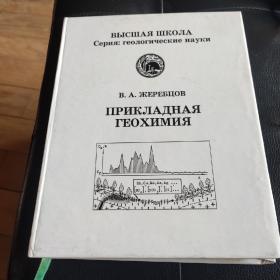 ВЫСШАЯ ШКОЛА
Серия: геологические науки
В. А. ЖЕРЕБЦОВ
ПРИКЛАДНАЯ
ГЕОХИМИЯ